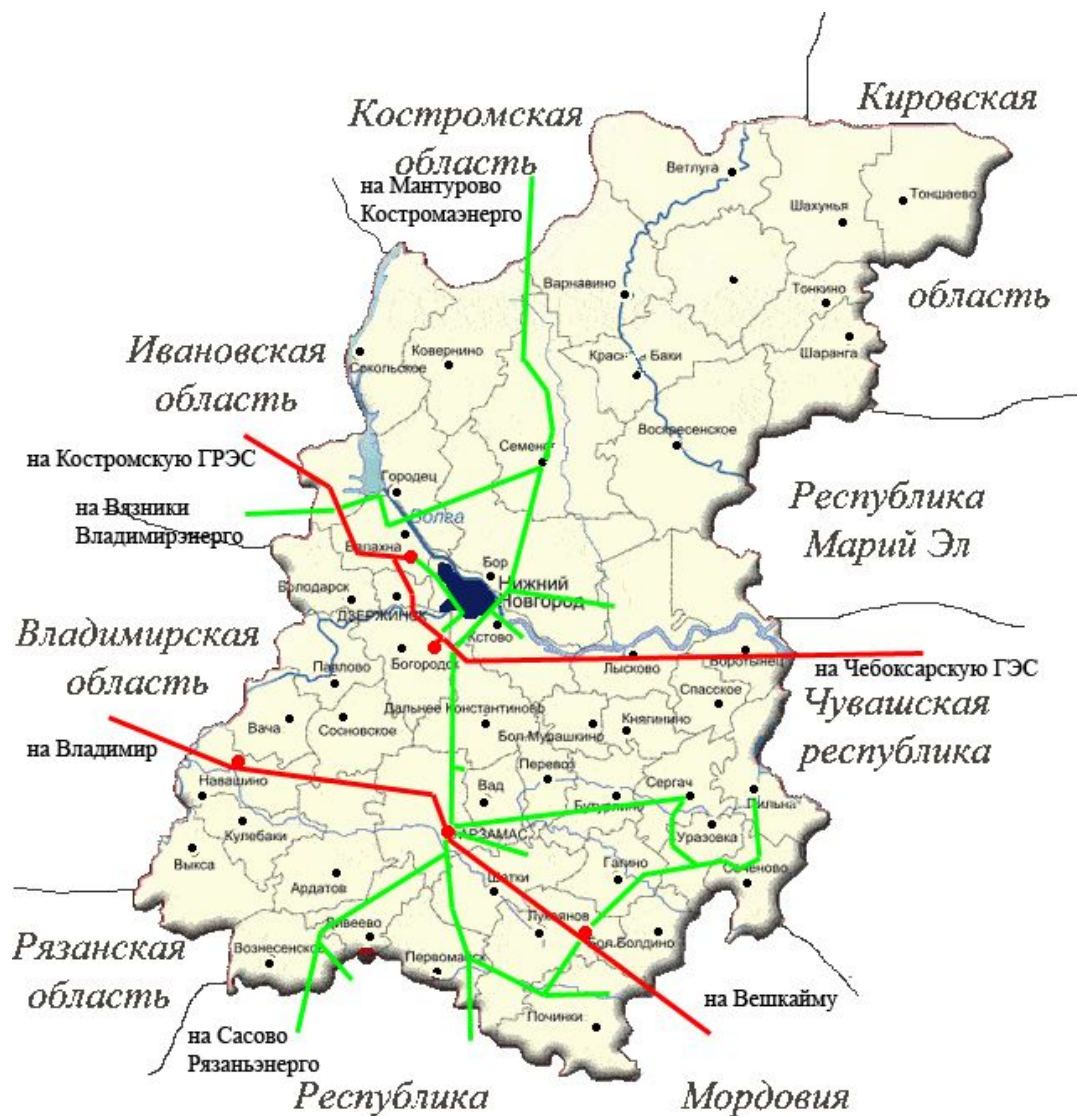 Кировская
Костромская
область
на Мантурово
Костромаэнерго
Ветлуга
Тоншаево
Шахунья
Варнавино
Тонкино
область
Шаранга
Ивановская
область
Сокольское
Ковернино
Красные Баки
Воскресенское
Семенов
на Костромскую ГРЭС
Городец
на Вязники
Владимирэнерго
Волга
Балахна
Республика
Марий Эл
Бор
Нижний
Новгород
Володарск
ДЗЕРЖИНСК
Кстово
Владимирская
область
Богородск
Лысково
Воротынец
на Чебоксарскую ГЭС
Павлово
Спасское
Чувашская
республика
Вача
Сосновское
Дальнее Константиново
Бол.Мурашкино
Княгинино
на Владимир
Навашино
Перевоз
Вад
Бутурлино
Сергач
Пильна
Кулебаки
АРЗАМАС
Уразовка
Выкса
Ардатов
Шатки
Гагино
Сеченово
Дивеево
Лукоянов
Бол.Болдино
Рязанская
область
Вознесенское
Первомайск
на Вешкайму
Починки
на Сасово
Рязаньэнерго
Республика
Мордовия